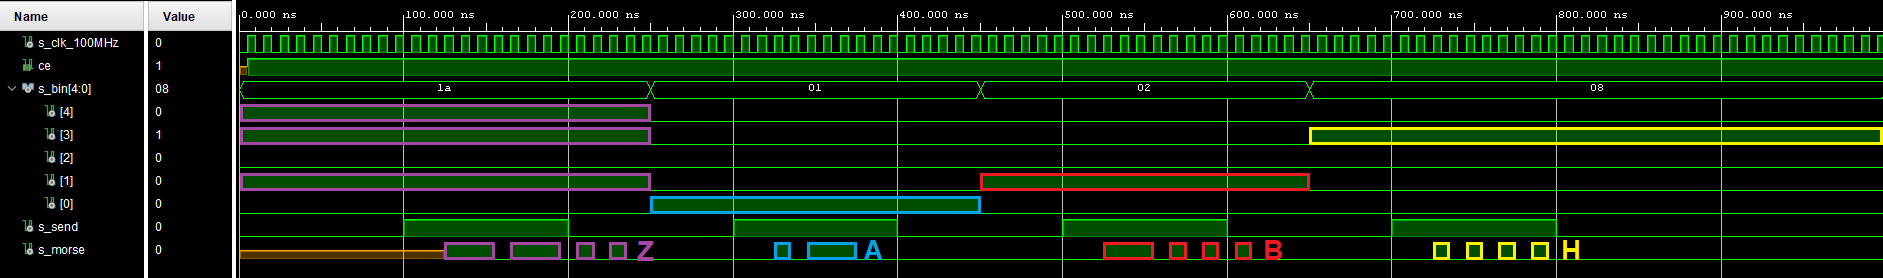 Name Value 0.000 ns 100.000 ns 200.000 ns 300.000 ns 400.000 ns 500.000 ns 600.000 ns 700.000 ns 800.000 ns 900.000 ns
s_clk_100MHz 0
ce 1
s_bin[4:0] 08 1a 01 02 08
[4] 0
[3] 1
[2] 0
[1] 0
[0] 0
s_send 0
s_morse 0 Z A B H